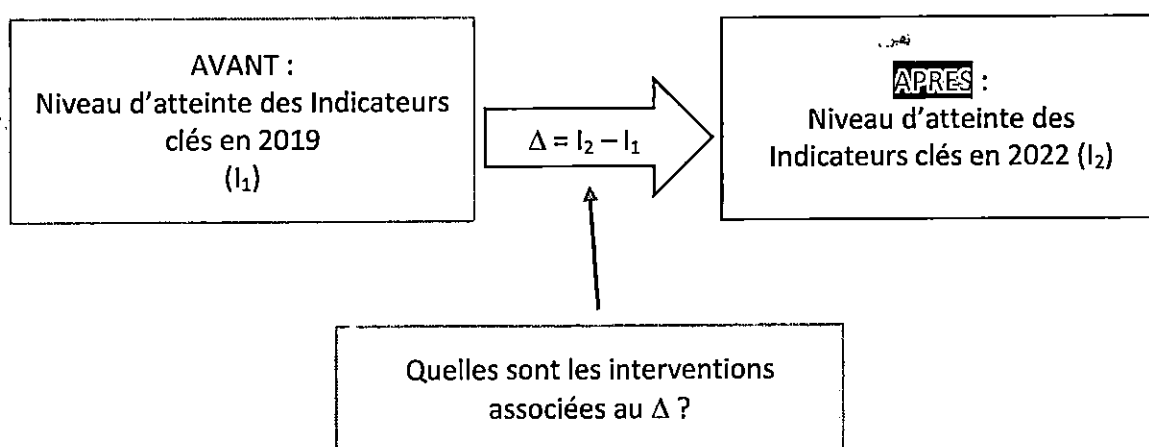 AVANT :
Niveau d'atteinte des Indicateurs
clés en 2019
(I₁)
Δ = I₂ – I₁
APRES :
Niveau d'atteinte des
Indicateurs clés en 2022 (I₂)
Quelles sont les interventions
associées au Δ ?